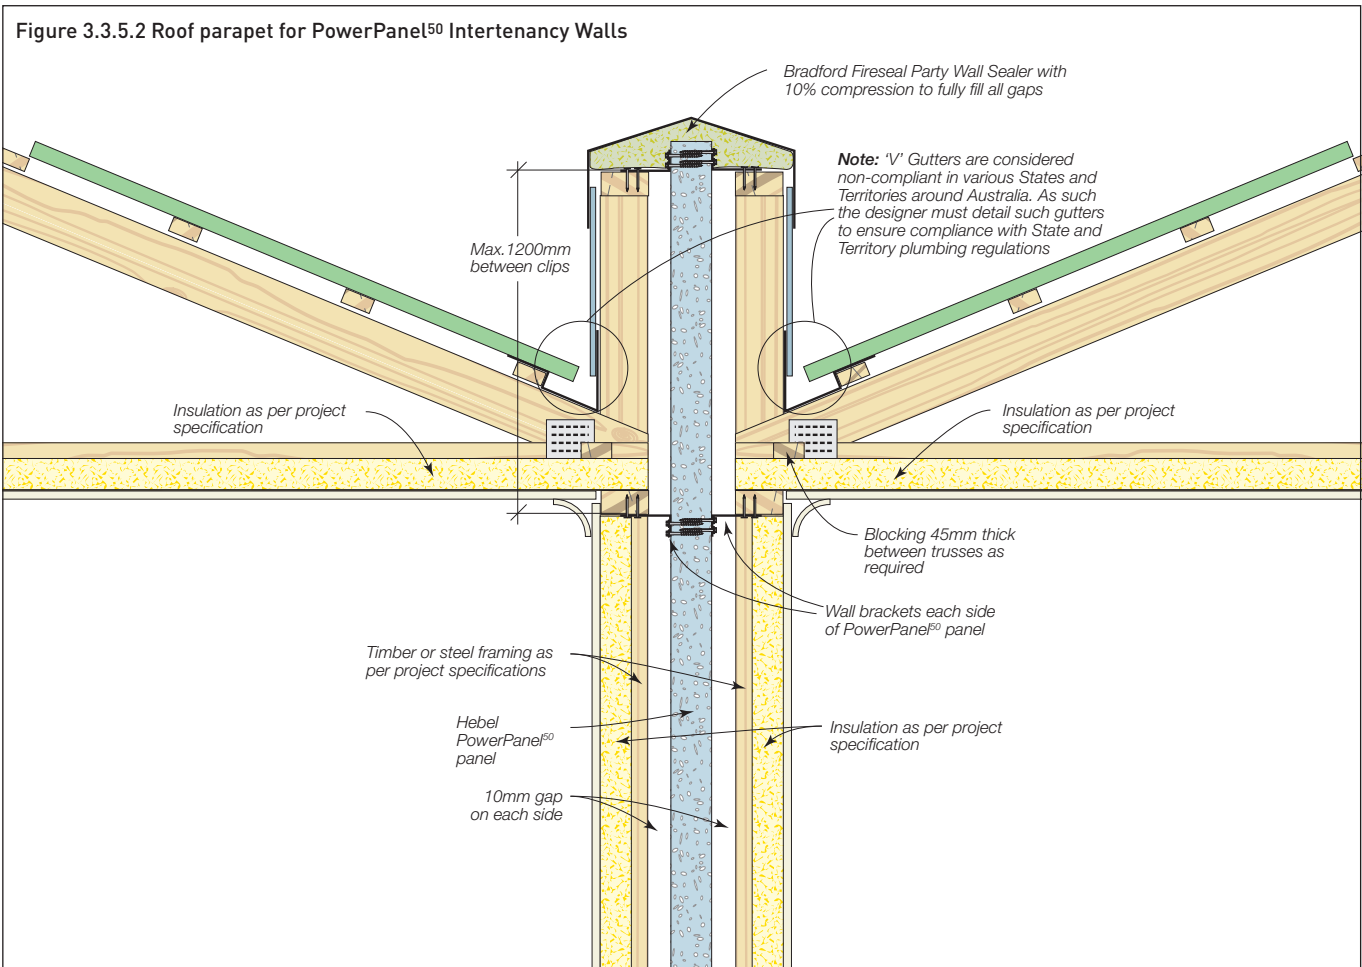 Figure 3.3.5.2 Roof parapet for PowerPanel⁵⁰ Intertenancy Walls
Bradford Fireseal Party Wall Sealer with
10% compression to fully fill all gaps
Note: 'V' Gutters are considered
non-compliant in various States and
Territories around Australia. As such
the designer must detail such gutters
to ensure compliance with State and
Territory plumbing regulations
Max.1200mm
between clips
Insulation as per project
specification
Insulation as per project
specification
Blocking 45mm thick
between trusses as
required
Wall brackets each side
of PowerPanel⁵⁰ panel
Timber or steel framing as
per project specifications
Hebel
PowerPanel⁵⁰
panel
Insulation as per project
specification
10mm gap
on each side